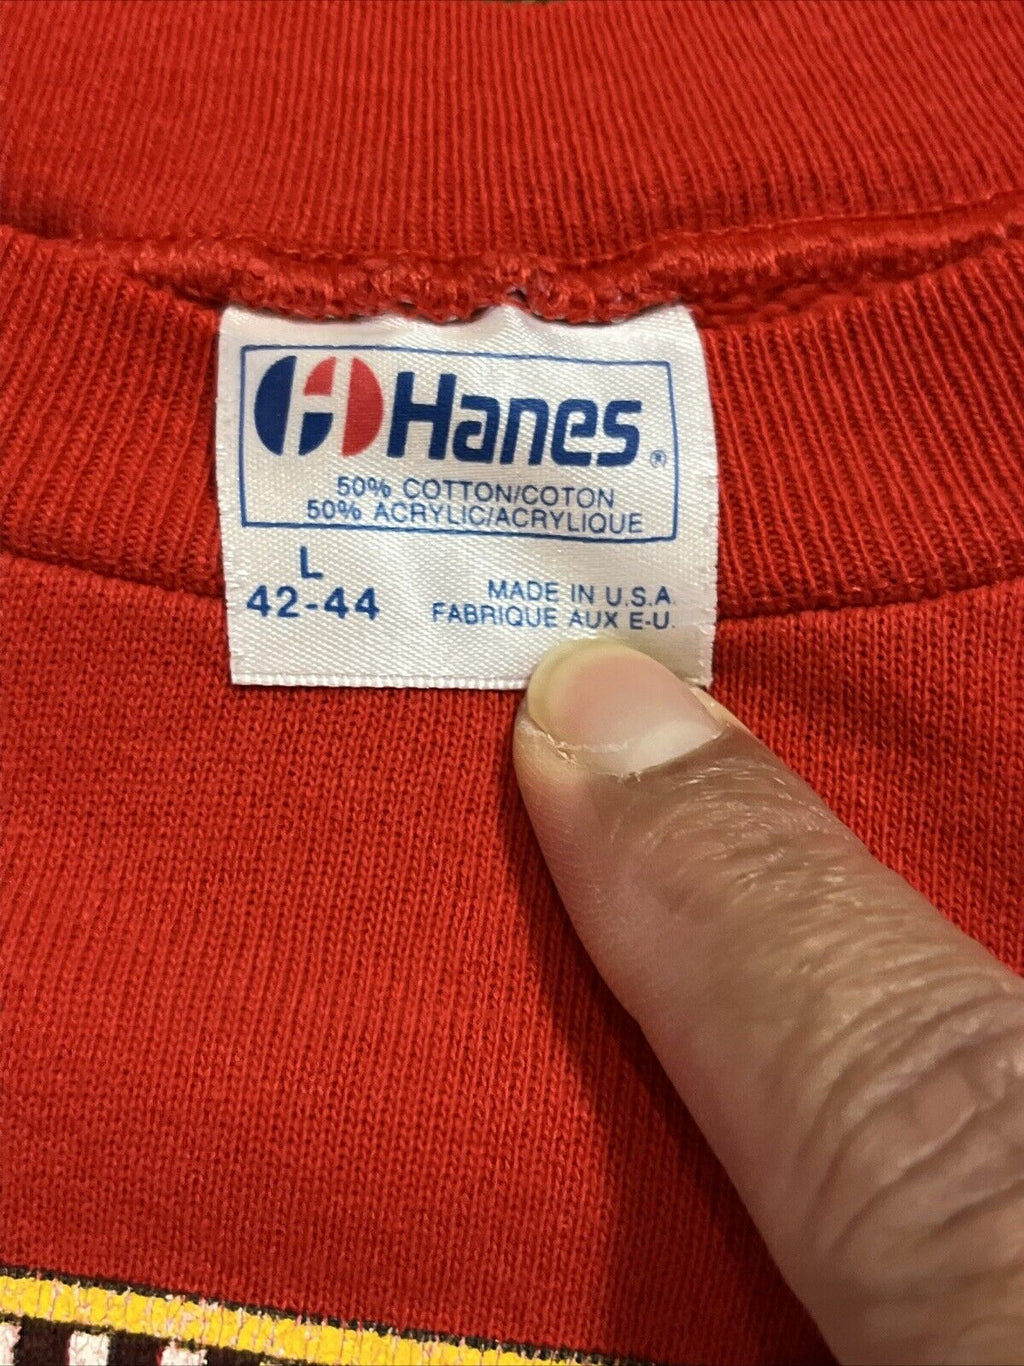 Hanes®
50% COTTON/COTON
50% ACRYLIC/ACRYLIQUE
L
42-44
MADE IN U.S.A.
FABRIQUE AUX E-U.